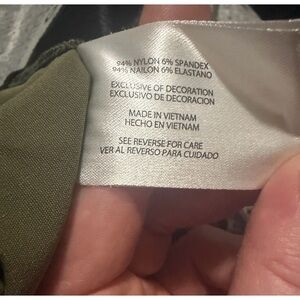 94% NYLON 6% SPANDEX
94% NAILON 6% ELASTANO
EXCLUSIVE OF DECORATION
EXCLUSIVO DE DECORACION
MADE IN VIETNAM
HECHO EN VIETNAM
SEE REVERSE FOR CARE
VER AL REVERSO PARA CUIDADO